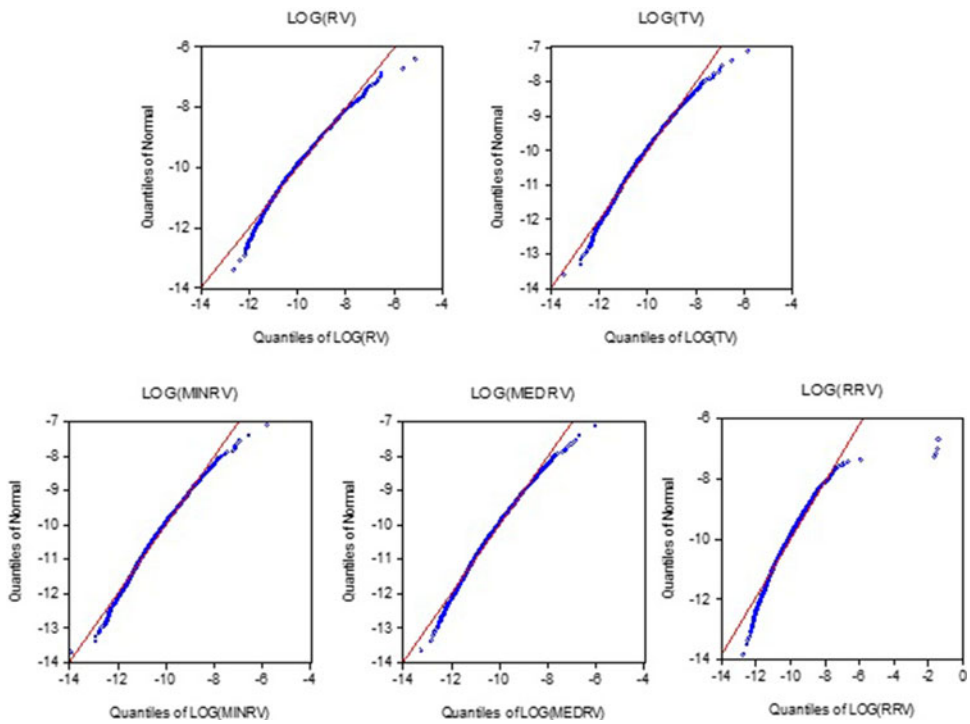 LOG(RV)
-6
-8
-10
-12
-14
Quantiles of Normal
-14 -12 -10 -8 -6 -4
Quantiles of LOG(RV)
LOG(TV)
-7
-8
-9
-10
-11
-12
-13
-14
Quantiles of Normal
-14 -12 -10 -8 -6 -4
Quantiles of LOG(TV)
LOG(MINRV)
-7
-8
-9
-10
-11
-12
-13
-14
Quantiles of Normal
-14 -12 -10 -8 -6 -4
Quantiles of LOG(MINRV)
LOG(MEDRV)
-7
-8
-9
-10
-11
-12
-13
-14
Quantiles of Normal
-14 -12 -10 -8 -6 -4
Quantiles of LOG(MEDRV)
LOG(RRV)
-6
-8
-10
-12
-14
Quantiles of Normal
-14 -12 -10 -8 -6 -4 -2 0
Quantiles of LOG(RRV)